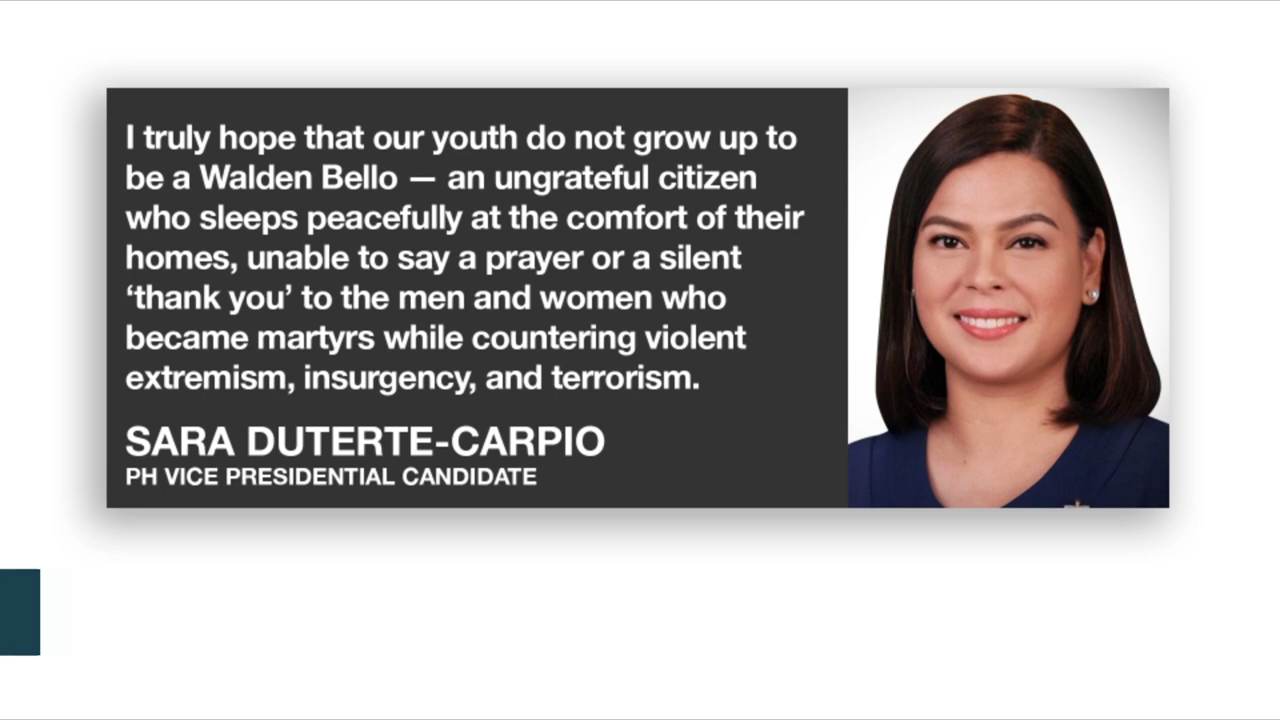 I truly hope that our youth do not grow up to
be a Walden Bello — an ungrateful citizen
who sleeps peacefully at the comfort of their
homes, unable to say a prayer or a silent
‘thank you’ to the men and women who
became martyrs while countering violent
extremism, insurgency, and terrorism.
SARA DUTERTE-CARPIO
PH VICE PRESIDENTIAL CANDIDATE